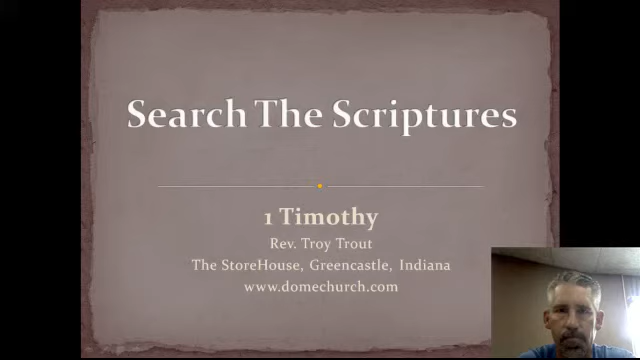 Search The Scriptures
1 Timothy
Rev. Troy Trout
The StoreHouse, Greencastle, Indiana
www.domechurch.com